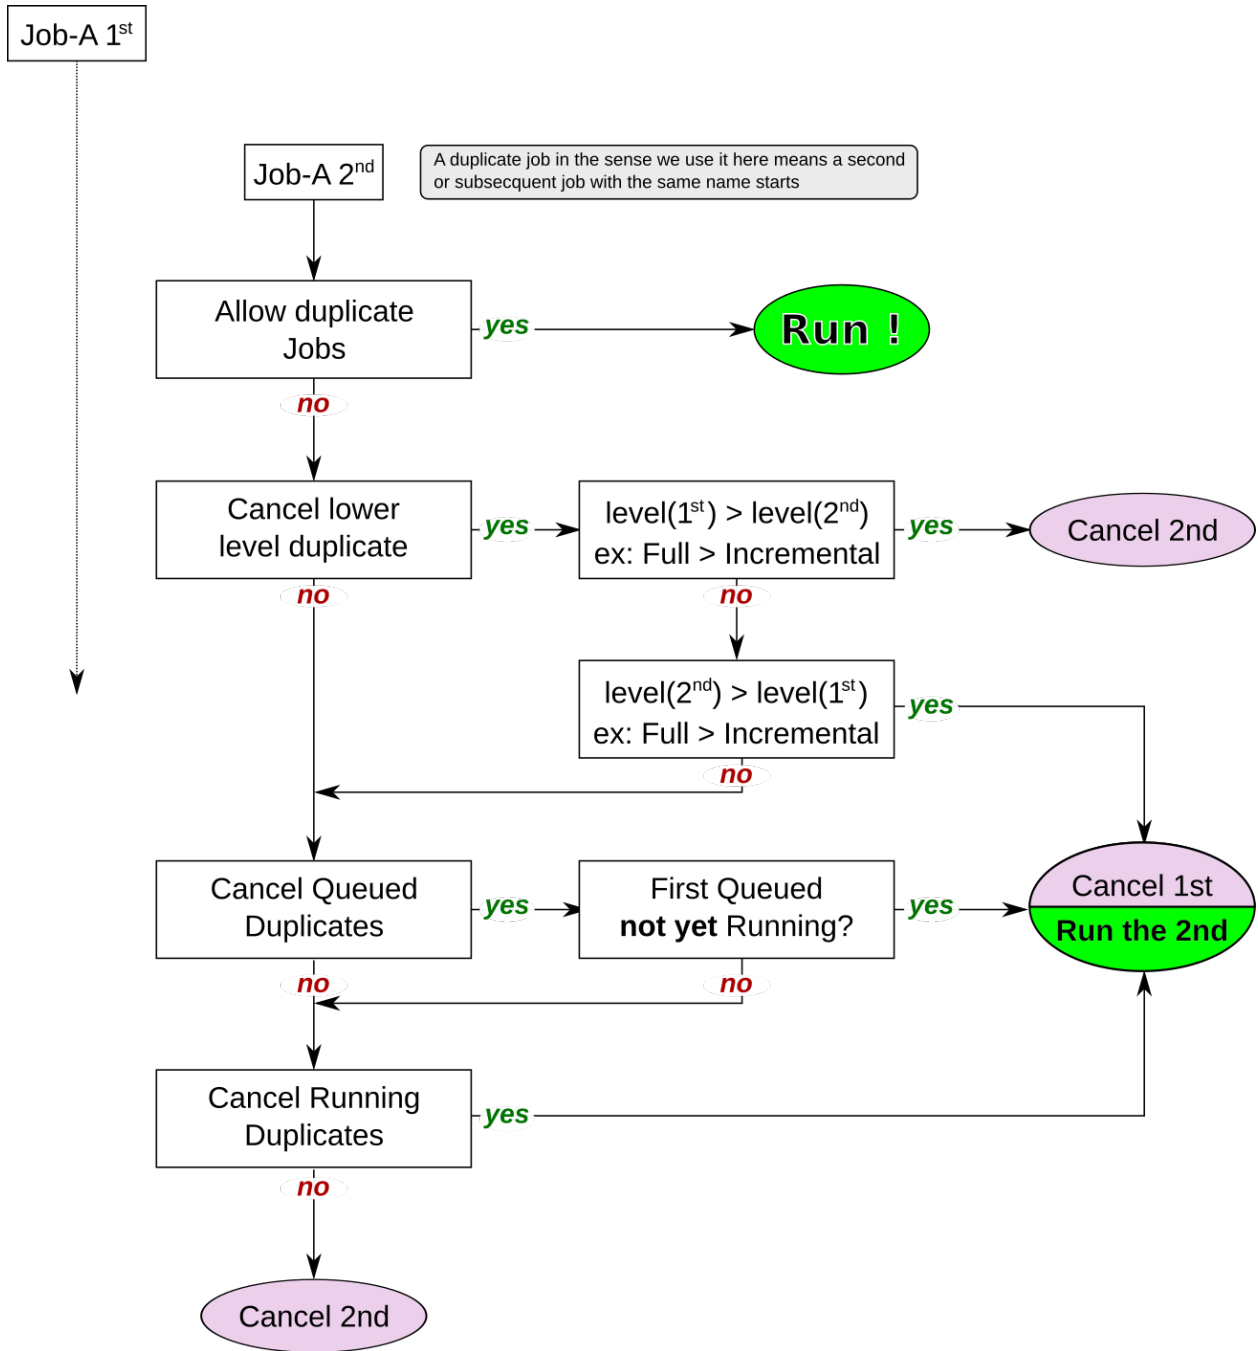 Job-A 1st
Job-A 2nd
A duplicate job in the sense we use it here means a second
or subsecquent job with the same name starts
Allow duplicate
Jobs
yes
Run !
no
Cancel lower
level duplicate
yes
level(1st) > level(2nd)
ex: Full > Incremental
yes
Cancel 2nd
no
no
level(2nd) > level(1st)
ex: Full > Incremental
yes
no
Cancel Queued
Duplicates
yes
First Queued
not yet Running?
yes
Cancel 1st
Run the 2nd
no
no
Cancel Running
Duplicates
yes
no
Cancel 2nd